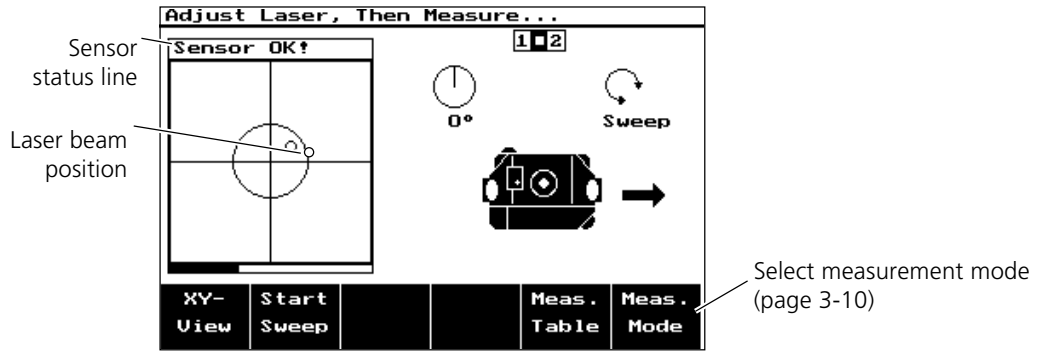 Adjust Laser, Then Measure...
Sensor
status line
Sensor OK!
1 2
0°
Sweep
Laser beam
position
XY-
View
Start
Sweep
Meas.
Table
Meas.
Mode
Select measurement mode
(page 3-10)